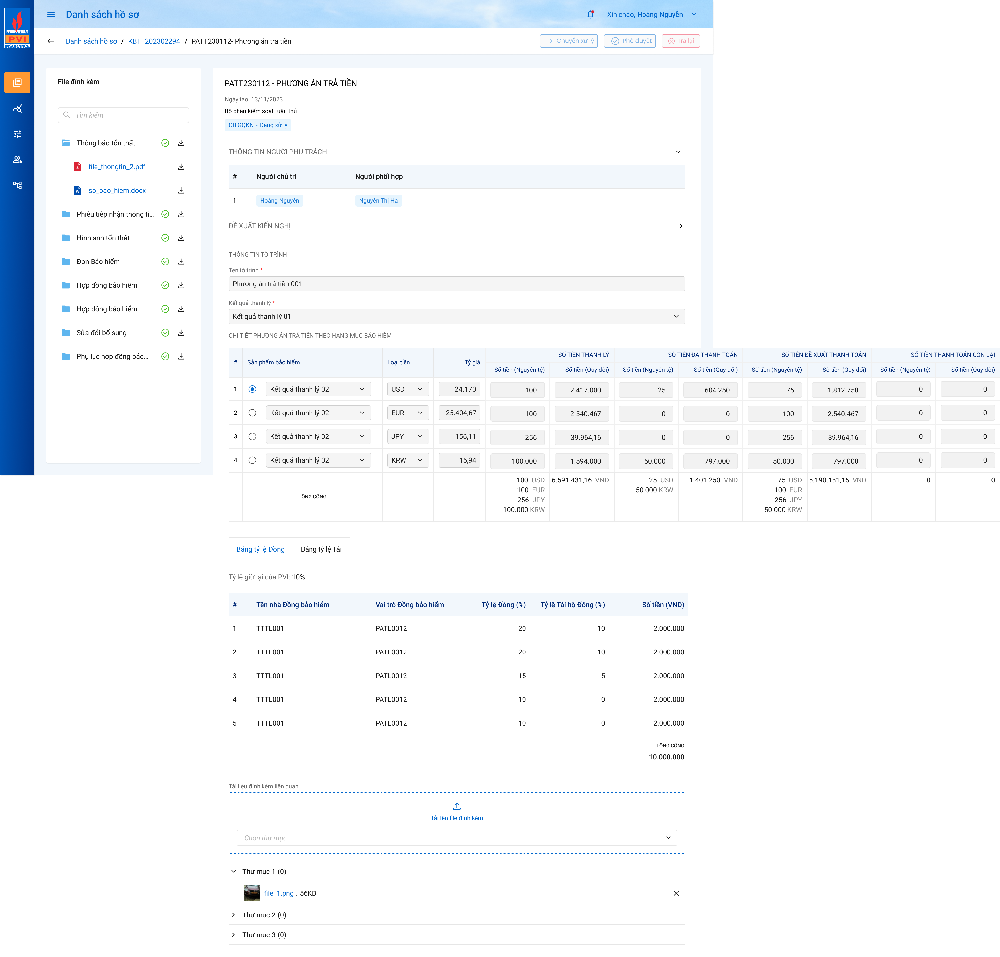 PETROVIETNAM
PVI
INSURANCE
Danh sách hồ sơ
Xin chào, Hoàng Nguyễn
Danh sách hồ sơ / KBTT202302294 / PATT230112- Phương án trả tiền
Chuyển xử lý
Phê duyệt
Trả lại
File đính kèm
Tìm kiếm
Thông báo tổn thất
file_thongtin_2.pdf
so_bao_hiem.docx
Phiếu tiếp nhận thông ti...
Hình ảnh tổn thất
Đơn Bảo hiểm
Hợp đồng bảo hiểm
Hợp đồng bảo hiểm
Sửa đổi bổ sung
Phụ lục hợp đồng bảo...
PATT230112 - PHƯƠNG ÁN TRẢ TIỀN
Ngày tạo: 13/11/2023
Bộ phận kiểm soát tuân thủ
CB GQKN - Đang xử lý
THÔNG TIN NGƯỜI PHỤ TRÁCH
# Người chủ trì Người phối hợp
1 Hoàng Nguyễn Nguyễn Thị Hà
ĐỀ XUẤT KIẾN NGHỊ
THÔNG TIN TỜ TRÌNH
Tên tờ trình *
Phương án trả tiền 001
Kết quả thanh lý *
Kết quả thanh lý 01
CHI TIẾT PHƯƠNG ÁN TRẢ TIỀN THEO HẠNG MỤC BẢO HIỂM
SỐ TIỀN THANH LÝ SỐ TIỀN ĐÃ THANH TOÁN SỐ TIỀN ĐỀ XUẤT THANH TOÁN SỐ TIỀN THANH TOÁN CÒN LẠI
# Sản phẩm bảo hiểm Loại tiền Tỷ giá
Số tiền (Nguyên tệ) Số tiền (Quy đổi) Số tiền (Nguyên tệ) Số tiền (Quy đổi) Số tiền (Nguyên tệ) Số tiền (Quy đổi) Số tiền (Nguyên tệ) Số tiền (Quy đổi)
1 Kết quả thanh lý 02 USD 24.170 100 2.417.000 25 604.250 75 1.812.750 0 0
2 Kết quả thanh lý 02 EUR 25.404,67 100 2.540.467 0 0 100 2.540.467 0 0
3 Kết quả thanh lý 02 JPY 156,11 256 39.964,16 0 0 256 39.964,16 0 0
4 Kết quả thanh lý 02 KRW 15,94 100.000 1.594.000 50.000 797.000 50.000 797.000 0 0
100 USD 6.591.431,16 VND 25 USD 1.401.250 VND 75 USD 5.190.181,16 VND 0 0
100 EUR 50.000 KRW 100 EUR
TỔNG CỘNG
256 JPY 256 JPY
100.000 KRW 50.000 KRW
Bảng tỷ lệ Đồng Bảng tỷ lệ Tái
Tỷ lệ giữ lại của PVI: 10%
# Tên nhà Đồng bảo hiểm Vai trò Đồng bảo hiểm Tỷ lệ Đồng (%) Tỷ lệ Tái hộ Đồng (%) Số tiền (VND)
1 TTTL001 PATL0012 20 10 2.000.000
2 TTTL001 PATL0012 20 10 2.000.000
3 TTTL001 PATL0012 15 5 2.000.000
4 TTTL001 PATL0012 10 0 2.000.000
5 TTTL001 PATL0012 10 0 2.000.000
TỔNG CỘNG
10.000.000
Tài liệu đính kèm liên quan
Tải lên file đính kèm
Chọn thư mục
Thư mục 1 (0)
file_1.png . 56KB
Thư mục 2 (0)
Thư mục 3 (0)